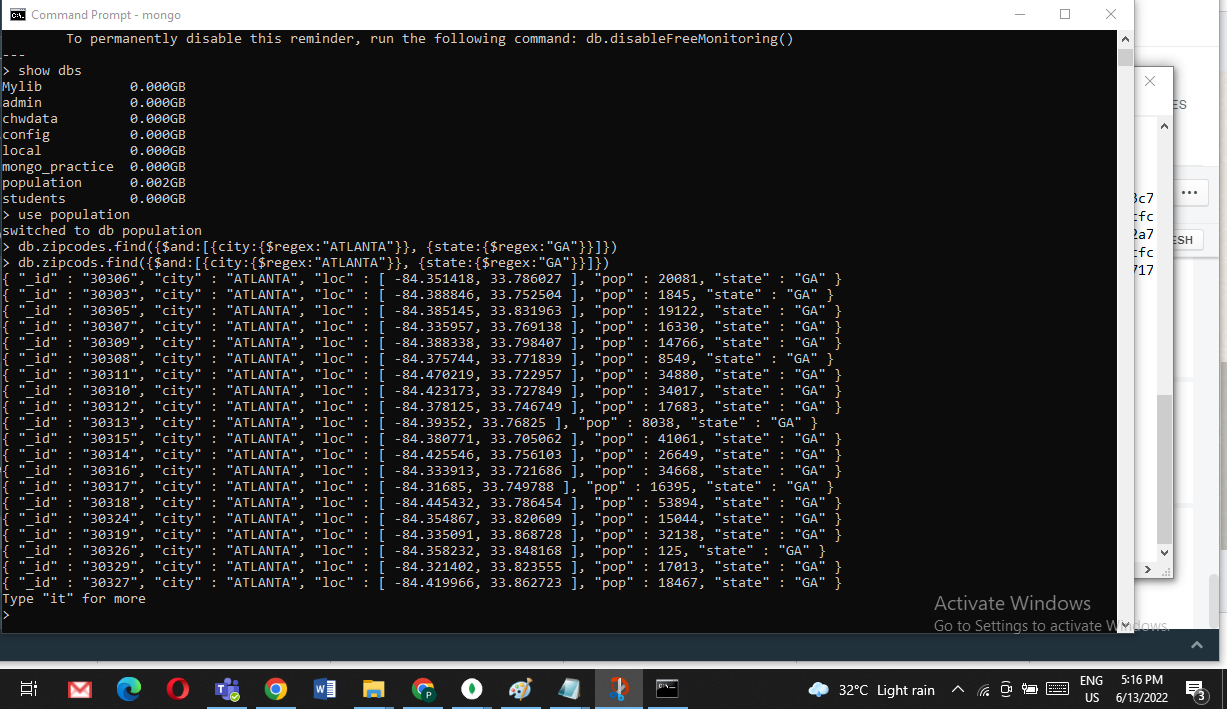 Command Prompt - mongo
To permanently disable this reminder, run the following command: db.disableFreeMonitoring()
---
> show dbs
Mylib          0.000GB
admin          0.000GB
chwdata        0.000GB
config         0.000GB
local          0.000GB
mongo_practice 0.000GB
population     0.002GB
students       0.000GB
> use population
switched to db population
> db.zipcodes.find({$and:[{city:{$regex:"ATLANTA"}}, {state:{$regex:"GA"}}]})
> db.zipcods.find({$and:[{city:{$regex:"ATLANTA"}}, {state:{$regex:"GA"}}]})
{ "_id" : "30306", "city" : "ATLANTA", "loc" : [ -84.351418, 33.786027 ], "pop" : 20081, "state" : "GA" }
{ "_id" : "30303", "city" : "ATLANTA", "loc" : [ -84.388846, 33.752504 ], "pop" : 1845, "state" : "GA" }
{ "_id" : "30305", "city" : "ATLANTA", "loc" : [ -84.385145, 33.831963 ], "pop" : 19122, "state" : "GA" }
{ "_id" : "30307", "city" : "ATLANTA", "loc" : [ -84.335957, 33.769138 ], "pop" : 16330, "state" : "GA" }
{ "_id" : "30309", "city" : "ATLANTA", "loc" : [ -84.388338, 33.798407 ], "pop" : 14766, "state" : "GA" }
{ "_id" : "30308", "city" : "ATLANTA", "loc" : [ -84.375744, 33.771839 ], "pop" : 8549, "state" : "GA" }
{ "_id" : "30311", "city" : "ATLANTA", "loc" : [ -84.470219, 33.722957 ], "pop" : 34880, "state" : "GA" }
{ "_id" : "30310", "city" : "ATLANTA", "loc" : [ -84.423173, 33.727849 ], "pop" : 34017, "state" : "GA" }
{ "_id" : "30312", "city" : "ATLANTA", "loc" : [ -84.378125, 33.746749 ], "pop" : 17683, "state" : "GA" }
{ "_id" : "30313", "city" : "ATLANTA", "loc" : [ -84.39352, 33.76825 ], "pop" : 8038, "state" : "GA" }
{ "_id" : "30315", "city" : "ATLANTA", "loc" : [ -84.380771, 33.705062 ], "pop" : 41061, "state" : "GA" }
{ "_id" : "30314", "city" : "ATLANTA", "loc" : [ -84.425546, 33.756103 ], "pop" : 26649, "state" : "GA" }
{ "_id" : "30316", "city" : "ATLANTA", "loc" : [ -84.333913, 33.721686 ], "pop" : 34668, "state" : "GA" }
{ "_id" : "30317", "city" : "ATLANTA", "loc" : [ -84.31685, 33.749788 ], "pop" : 16395, "state" : "GA" }
{ "_id" : "30318", "city" : "ATLANTA", "loc" : [ -84.445432, 33.786454 ], "pop" : 53894, "state" : "GA" }
{ "_id" : "30324", "city" : "ATLANTA", "loc" : [ -84.354867, 33.820609 ], "pop" : 15044, "state" : "GA" }
{ "_id" : "30319", "city" : "ATLANTA", "loc" : [ -84.335091, 33.868728 ], "pop" : 32138, "state" : "GA" }
{ "_id" : "30326", "city" : "ATLANTA", "loc" : [ -84.358232, 33.848168 ], "pop" : 125, "state" : "GA" }
{ "_id" : "30329", "city" : "ATLANTA", "loc" : [ -84.321402, 33.823555 ], "pop" : 17013, "state" : "GA" }
{ "_id" : "30327", "city" : "ATLANTA", "loc" : [ -84.419966, 33.862723 ], "pop" : 18467, "state" : "GA" }
Type "it" for more
>
Activate Windows
Go to Settings to activate Windows.
32°C Light rain
ENG
US
5:16 PM
6/13/2022
3